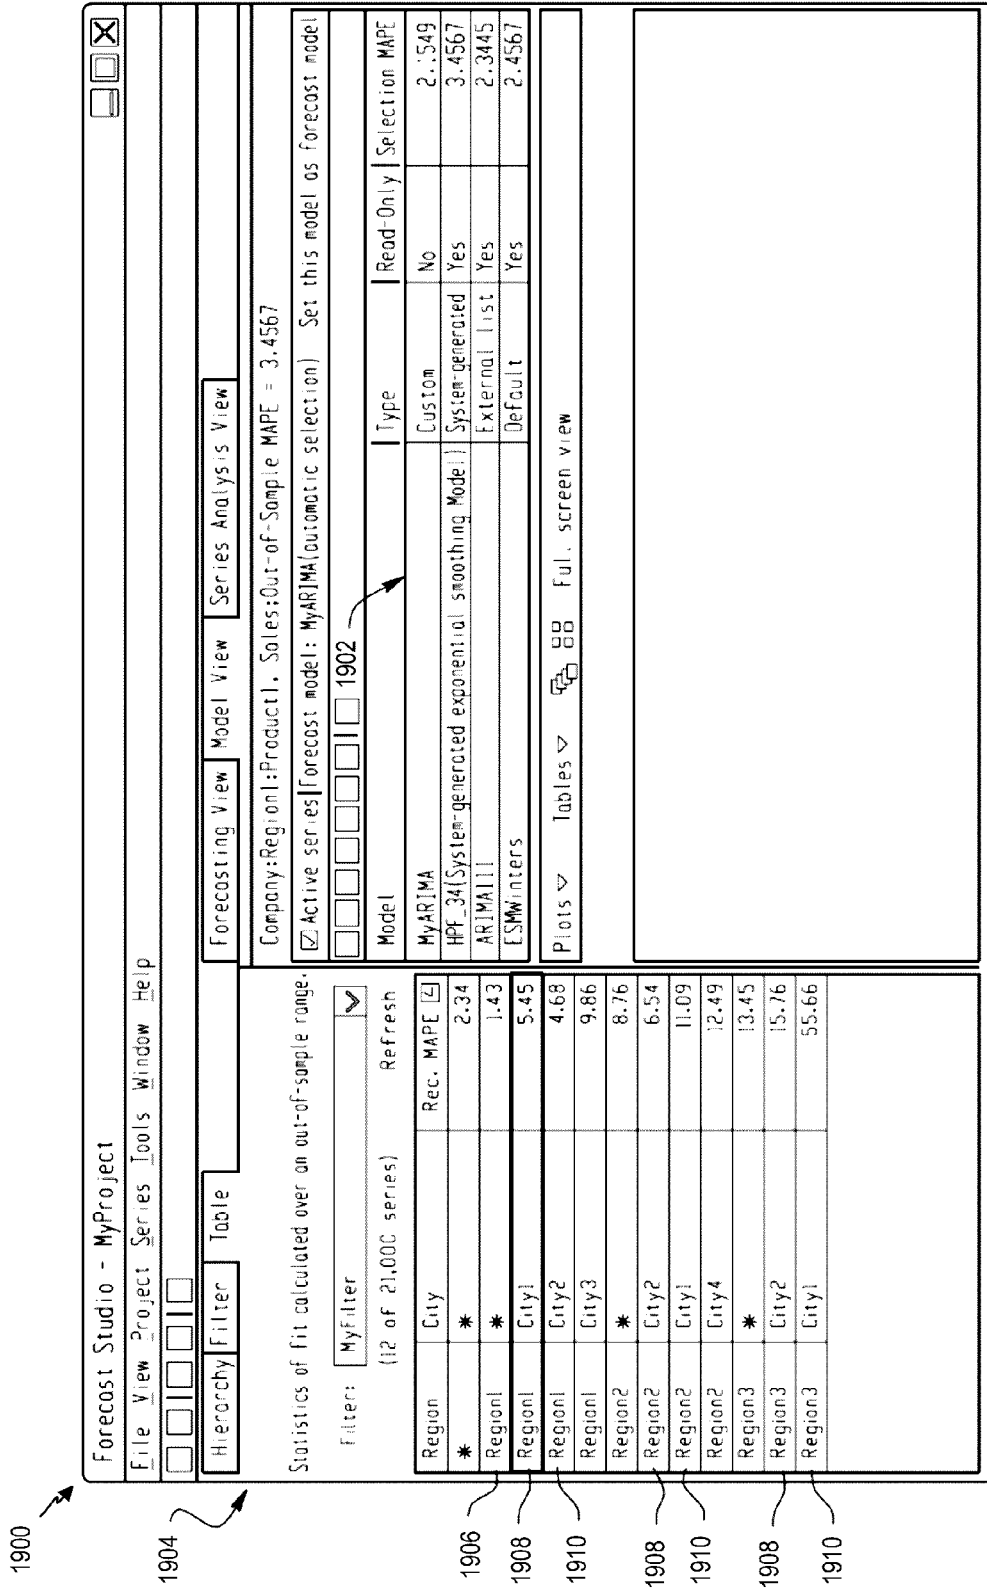 1900
Forecast Studio - MyProject
File View Project Series Tools Window Help
1904
Hierarchy Filter Table
Statistics of fit calculated over an out-of-sample range.
Filter: MyFilter
(12 of 21,000 series) Refresh
Region City Rec. MAPE
* * 2.34
1906 Region1 * 1.43
1908 Region1 City1 5.45
1910 Region1 City2 4.68
Region1 City3 9.86
Region2 * 8.76
1908 Region2 City2 6.54
1910 Region2 City1 11.09
Region2 City4 12.49
Region3 * 13.45
1908 Region3 City2 15.76
1910 Region3 City1 55.66
Forecasting View Model View Series Analysis View
Company:Region1:Product1, Sales:Out-of-Sample MAPE = 3.4567
Active series Forecast model: MyARIMA(automatic selection) Set this model as forecast model
1902
Model Type Read-Only Selection MAPE
MyARIMA Custom No 2.1549
HPF_34(System-generated exponential smoothing Model) System-generated Yes 3.4567
ARIMA111 External list Yes 2.3445
ESMWinters Default Yes 2.4567
Plots Tables Full screen view